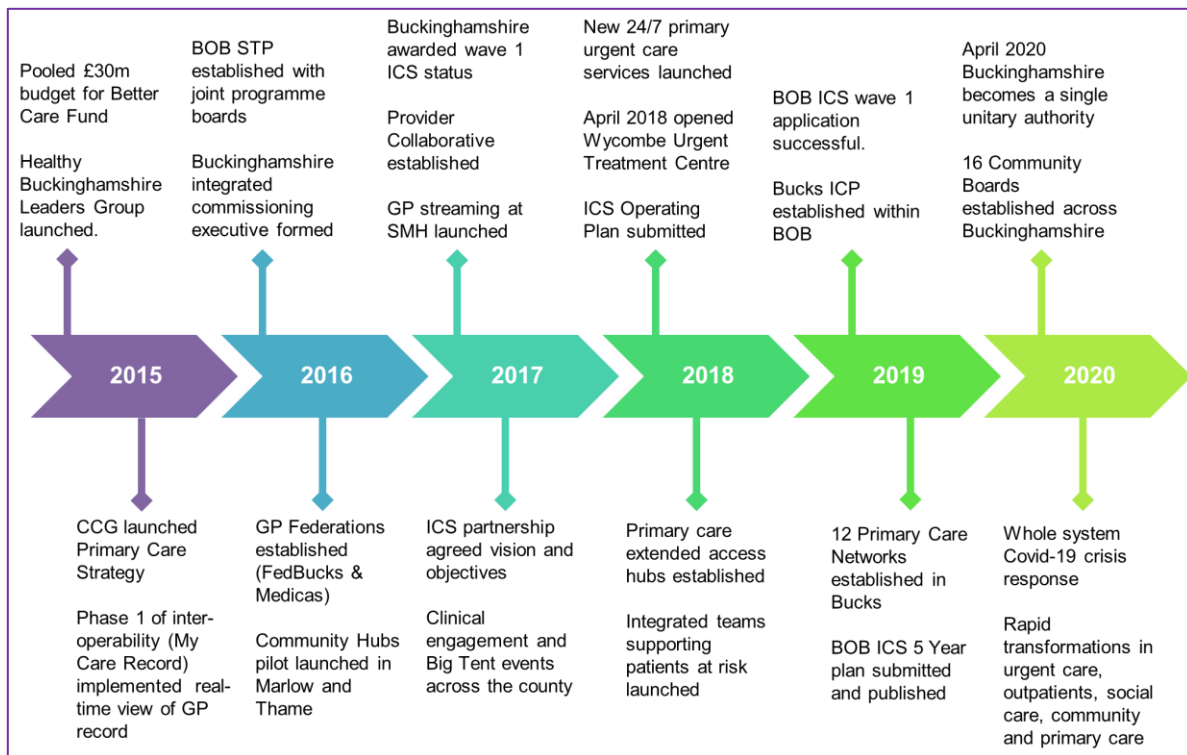 Pooled £30m
budget for Better
Care Fund
Healthy
Buckinghamshire
Leaders Group
launched.
BOB STP
established with
joint programme
boards
Buckinghamshire
integrated
commissioning
executive formed
Buckinghamshire
awarded wave 1
ICS status
Provider
Collaborative
established
GP streaming at
SMH launched
New 24/7 primary
urgent care
services launched
April 2018 opened
Wycombe Urgent
Treatment Centre
ICS Operating
Plan submitted
BOB ICS wave 1
application
successful.
Bucks ICP
established within
BOB
April 2020
Buckinghamshire
becomes a single
unitary authority
16 Community
Boards
established across
Buckinghamshire
2015
2016
2017
2018
2019
2020
CCG launched
Primary Care
Strategy
Phase 1 of inter-
operability (My
Care Record)
implemented real-
time view of GP
record
GP Federations
established
(FedBucks &
Medicas)
Community Hubs
pilot launched in
Marlow and
Thame
ICS partnership
agreed vision and
objectives
Clinical
engagement and
Big Tent events
across the county
Primary care
extended access
hubs established
Integrated teams
supporting
patients at risk
launched
12 Primary Care
Networks
established in
Bucks
BOB ICS 5 Year
plan submitted
and published
Whole system
Covid-19 crisis
response
Rapid
transformations in
urgent care,
outpatients, social
care, community
and primary care